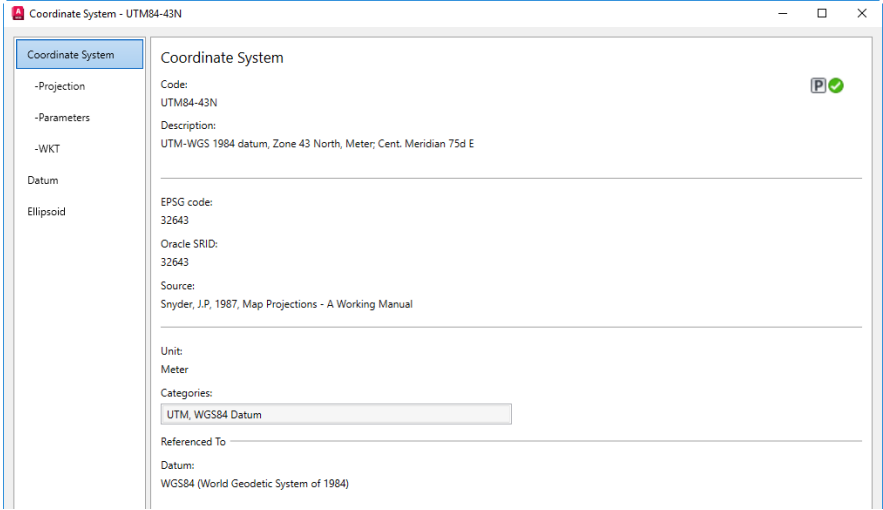 Coordinate System - UTM84-43N
Coordinate System
-Projection
-Parameters
-WKT
Datum
Ellipsoid
Coordinate System
Code:
P
UTM84-43N
Description:
UTM-WGS 1984 datum, Zone 43 North, Meter; Cent. Meridian 75d E
EPSG code:
32643
Oracle SRID:
32643
Source:
Snyder, J.P, 1987, Map Projections - A Working Manual
Unit:
Meter
Categories:
UTM, WGS84 Datum
Referenced To
Datum:
WGS84 (World Geodetic System of 1984)